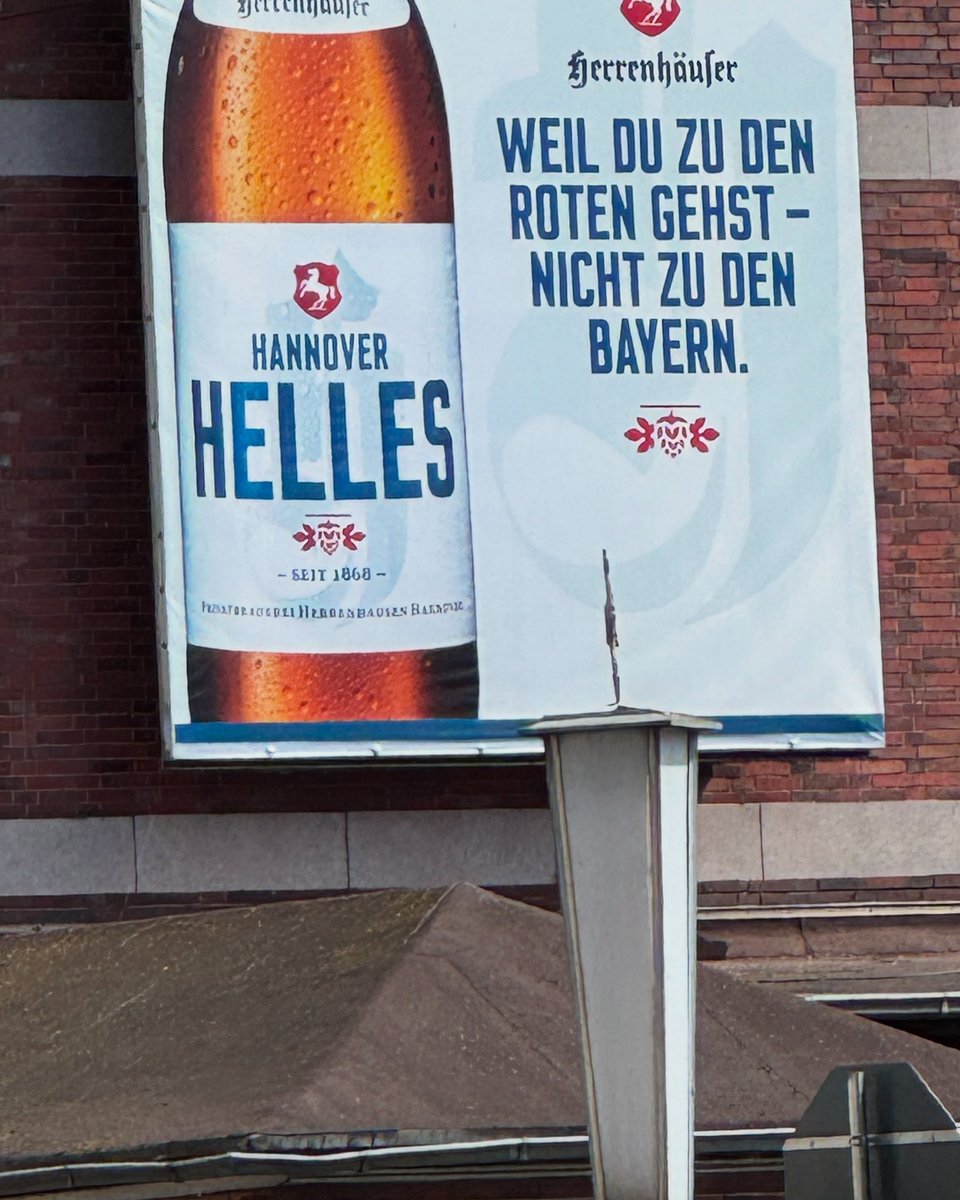 Herrenhäuser
HANNOVER
HELLES
- SEIT 1868 -
Herrenhäuser
WEIL DU ZU DEN
ROTEN GEHST –
NICHT ZU DEN
BAYERN.